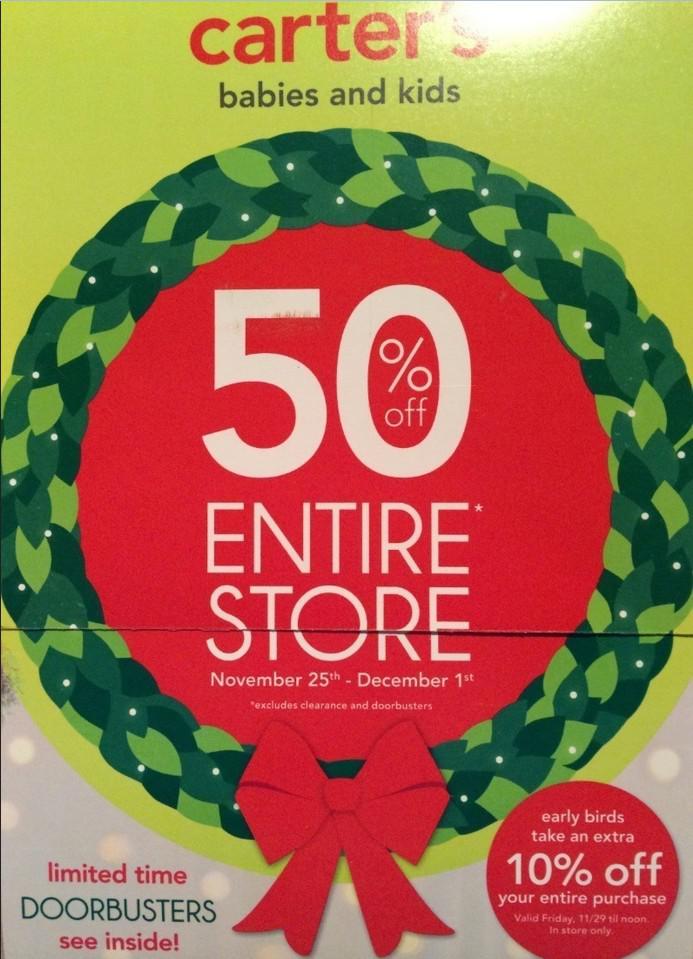 carter's
babies and kids
50
%
off
ENTIRE*
STORE
November 25th - December 1st
*excludes clearance and doorbusters
early birds
take an extra
10% off
your entire purchase
Valid Friday, 11/29 til noon.
In store only.
limited time
DOORBUSTERS
see inside!